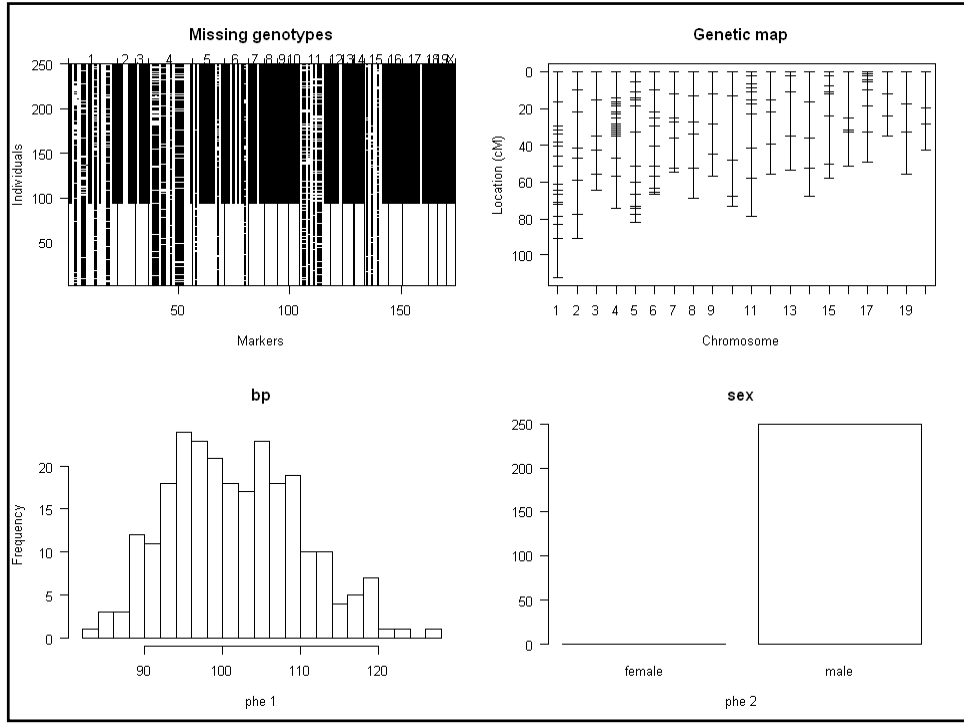 Missing genotypes
1 2 3 4 5 6 7 8 9 10 11 12 13 14 15 16 17 18 19 X
Individuals
250
200
150
100
50
50 100 150
Markers
Genetic map
Location (cM)
0
20
40
60
80
100
1 2 3 4 5 6 7 8 9 11 13 15 17 19
Chromosome
bp
Frequency
20
15
10
5
0
90 100 110 120
phe 1
sex
250
200
150
100
50
0
female male
phe 2